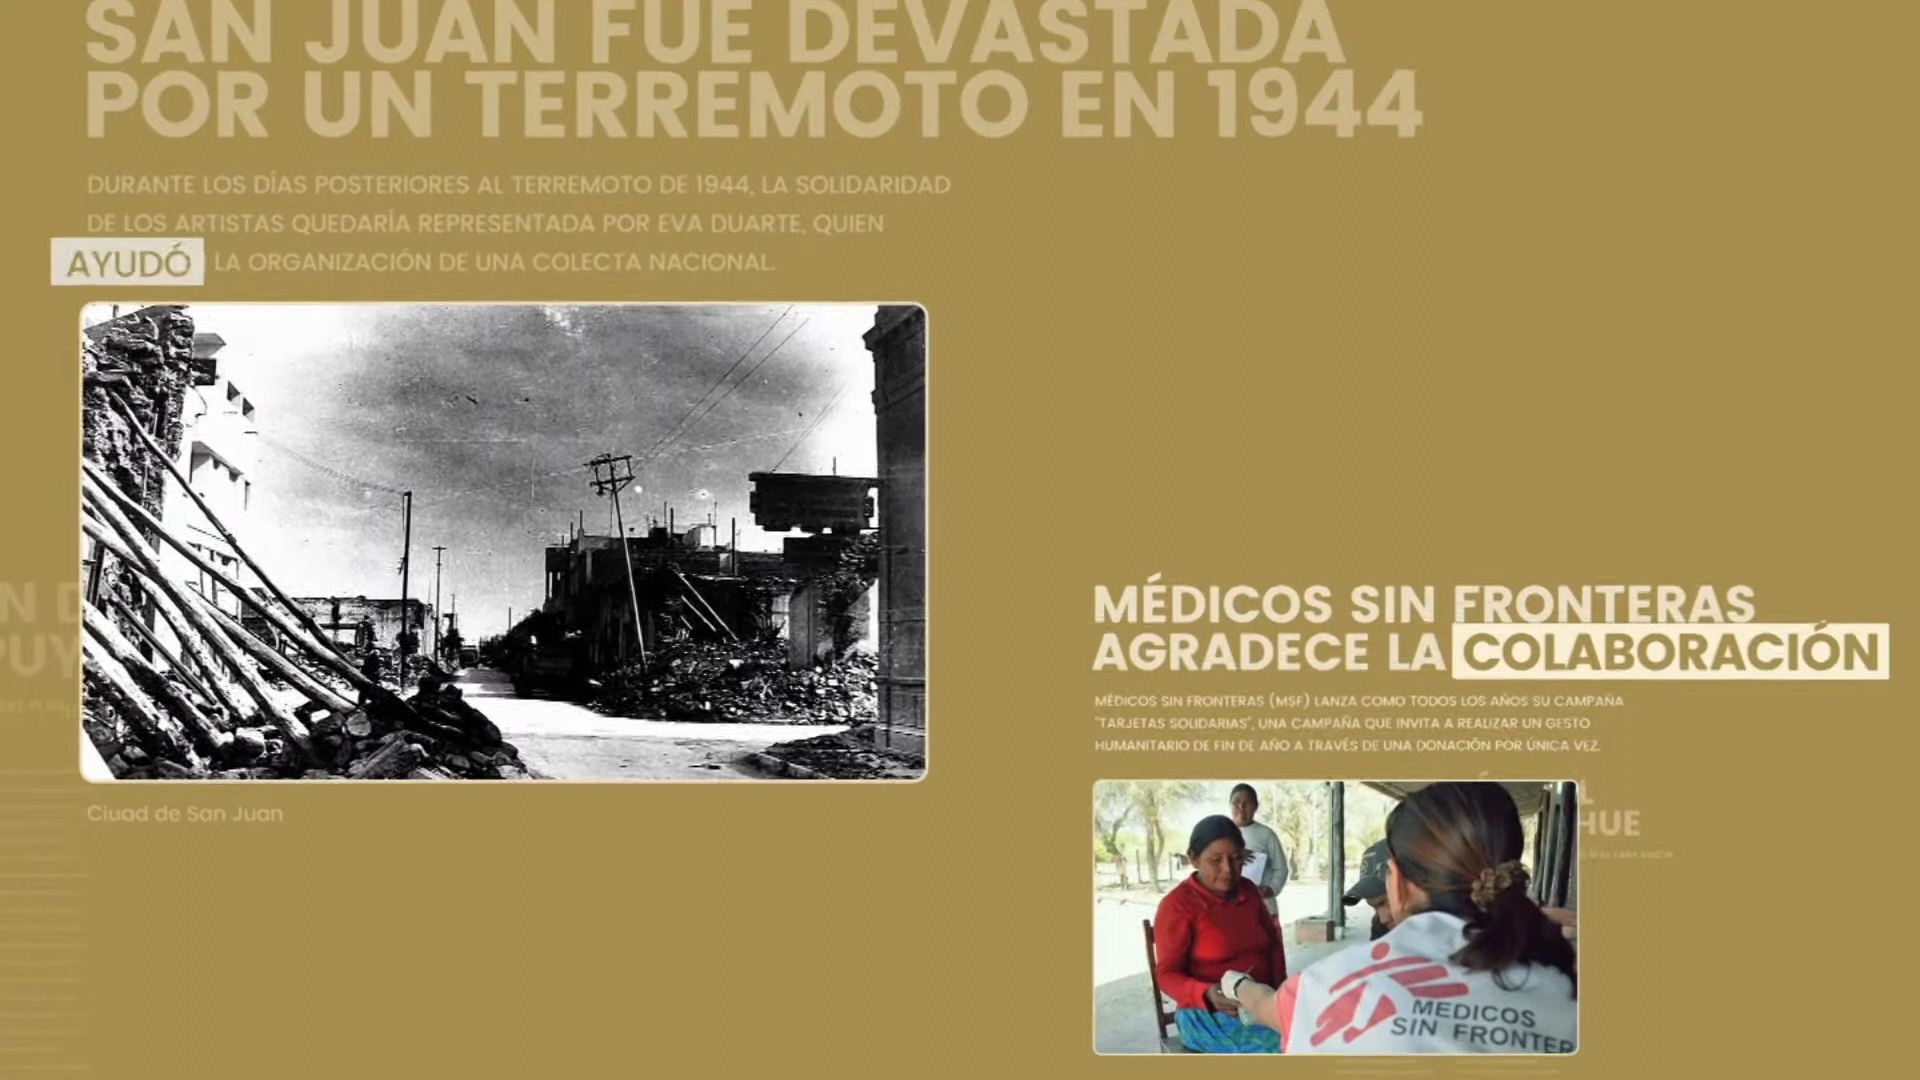 SAN JUAN FUE DEVASTADA
POR UN TERREMOTO EN 1944
DURANTE LOS DÍAS POSTERIORES AL TERREMOTO DE 1944, LA SOLIDARIDAD
DE LOS ARTISTAS QUEDARÍA REPRESENTADA POR EVA DUARTE, QUIEN
AYUDÓ LA ORGANIZACIÓN DE UNA COLECTA NACIONAL.
Ciuad de San Juan
MÉDICOS SIN FRONTERAS
AGRADECE LA COLABORACIÓN
MÉDICOS SIN FRONTERAS (MSF) LANZA COMO TODOS LOS AÑOS SU CAMPAÑA
"TARJETAS SOLIDARIAS", UNA CAMPAÑA QUE INVITA A REALIZAR UN GESTO
HUMANITARIO DE FIN DE AÑO A TRAVÉS DE UNA DONACIÓN POR ÚNICA VEZ.
HUE
MEDICOS
SIN FRONTER